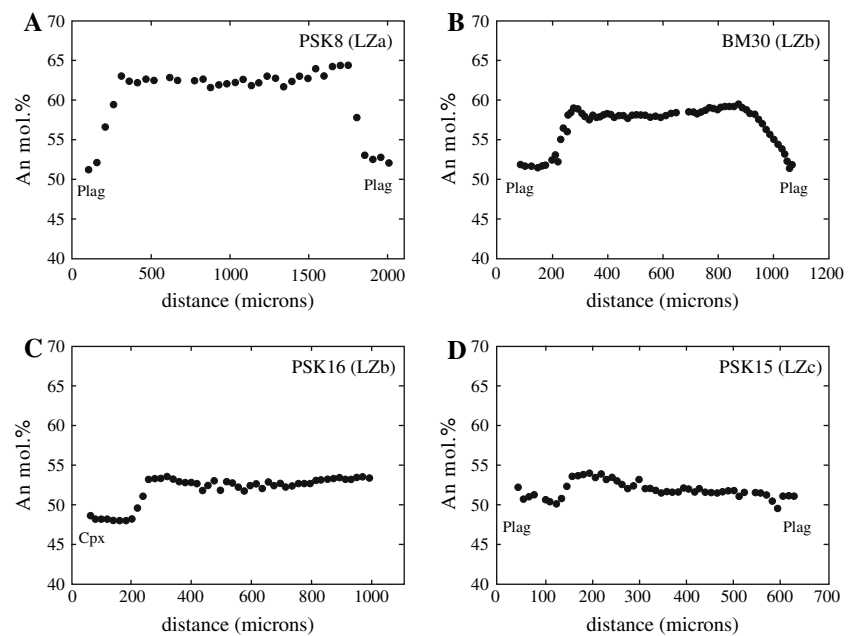 A
PSK8 (LZa)
An mol.%
70
65
60
55
50
45
40
Plag
Plag
0
500
1000
1500
2000
distance (microns)
B
BM30 (LZb)
An mol.%
70
65
60
55
50
45
40
Plag
Plag
0
200
400
600
800
1000
1200
distance (microns)
C
PSK16 (LZb)
An mol.%
70
65
60
55
50
45
40
Cpx
0
200
400
600
800
1000
distance (microns)
D
PSK15 (LZc)
An mol.%
70
65
60
55
50
45
40
Plag
Plag
0
100
200
300
400
500
600
700
distance (microns)